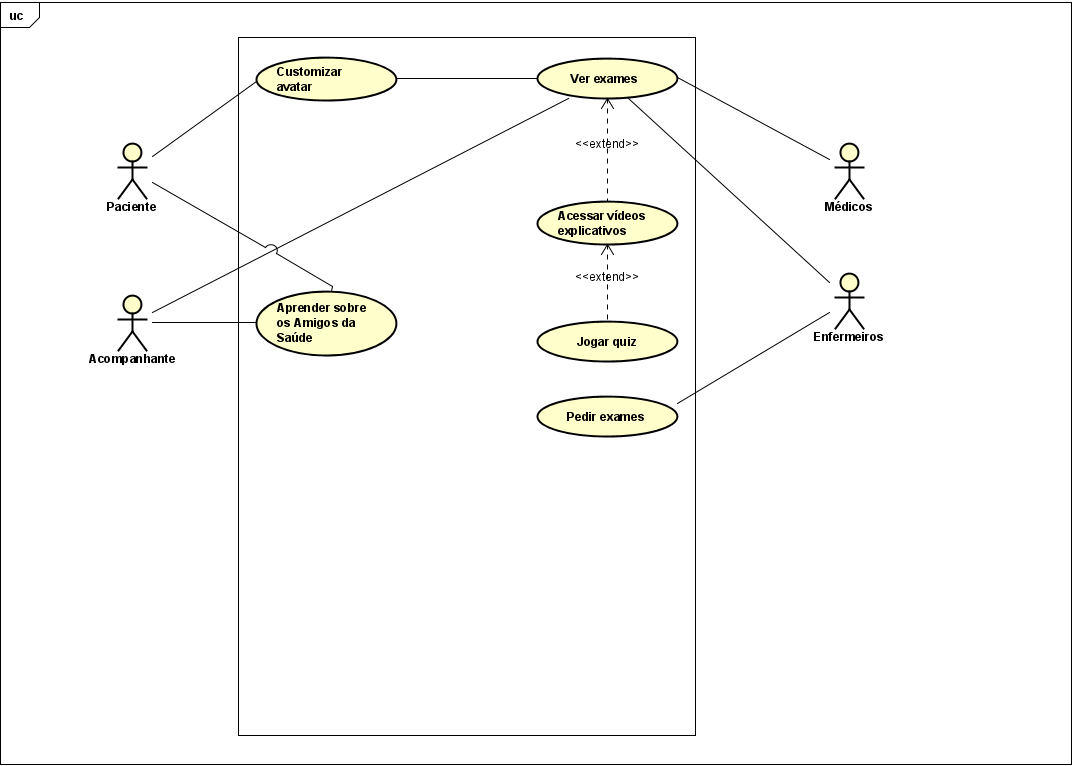 uc
Customizar
avatar
Ver exames
<<extend>>
Paciente
Médicos
Acessar vídeos
explicativos
<<extend>>
Aprender sobre
os Amigos da
Saúde
Acompanhante
Enfermeiros
Jogar quiz
Pedir exames